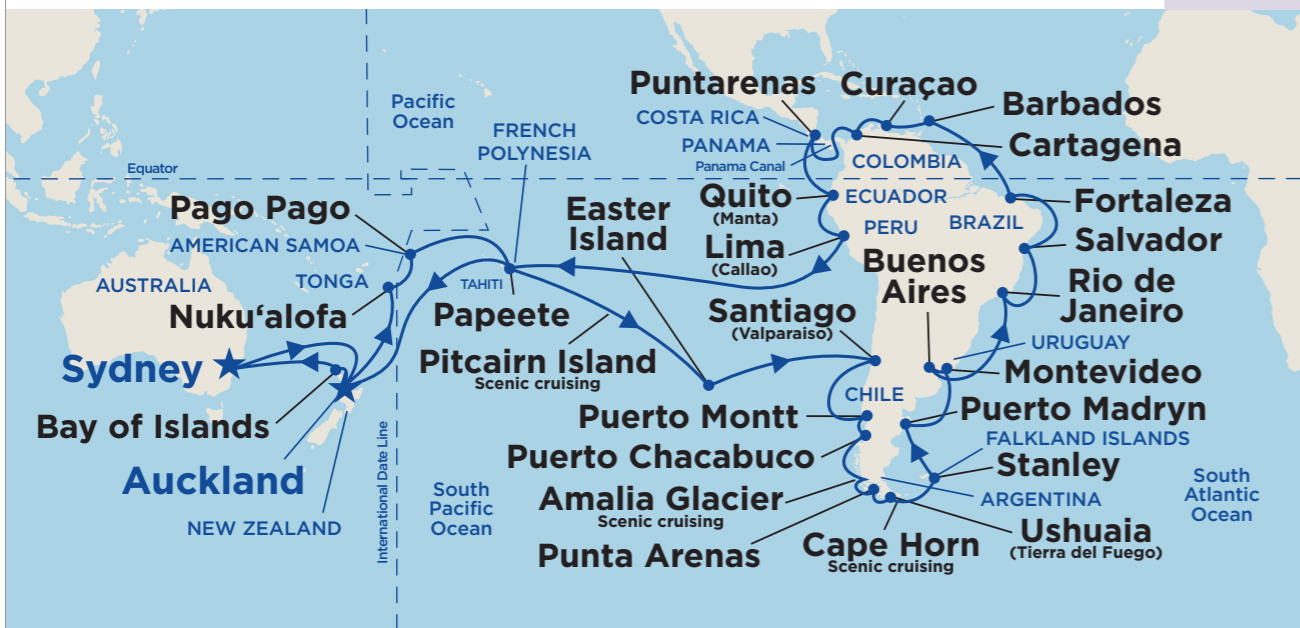 Puntarenas
COSTA RICA
PANAMA
Panama Canal
Curaçao
Barbados
Cartagena
COLOMBIA
Pacific
Ocean
FRENCH
POLYNESIA
Equator
Pago Pago
AMERICAN SAMOA
AUSTRALIA
TONGA
Nuku‘alofa
TAHITI
Papeete
Easter
Island
Quito
(Manta)
ECUADOR
Lima
(Callao)
PERU
BRAZIL
Fortaleza
Salvador
Buenos
Aires
Rio de
Janeiro
Sydney
Bay of Islands
Auckland
NEW ZEALAND
International Date Line
Pitcairn Island
Scenic cruising
Santiago
(Valparaiso)
URUGUAY
Montevideo
CHILE
Puerto Montt
Puerto Madryn
Puerto Chacabuco
FALKLAND ISLANDS
Stanley
South
Pacific
Ocean
Amalia Glacier
Scenic cruising
ARGENTINA
South
Atlantic
Ocean
Punta Arenas
Cape Horn
Scenic cruising
Ushuaia
(Tierra del Fuego)